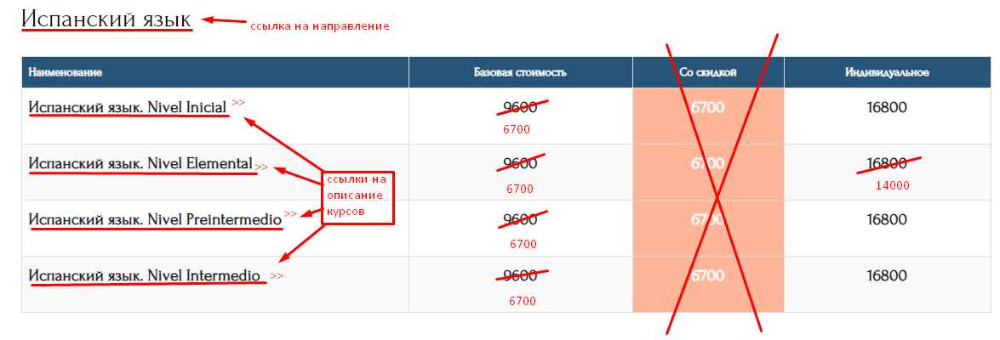 Испанский язык
ссылка на направление
Наименование Базовая стоимость Со скидкой Индивидуальное
Испанский язык. Nivel Inicial >> 9600 6700 16800
6700
Испанский язык. Nivel Elemental >> 9600 6700 16800
6700 14000
ссылки на
описание
курсов
Испанский язык. Nivel Preintermedio >> 9600 6700 16800
6700
Испанский язык. Nivel Intermedio >> 9600 6700 16800
6700